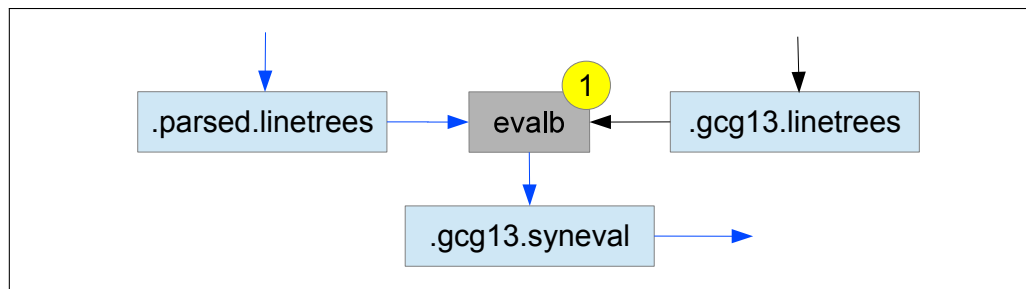 1
.parsed.linetrees
evalb
.gcg13.linetrees
.gcg13.syneval